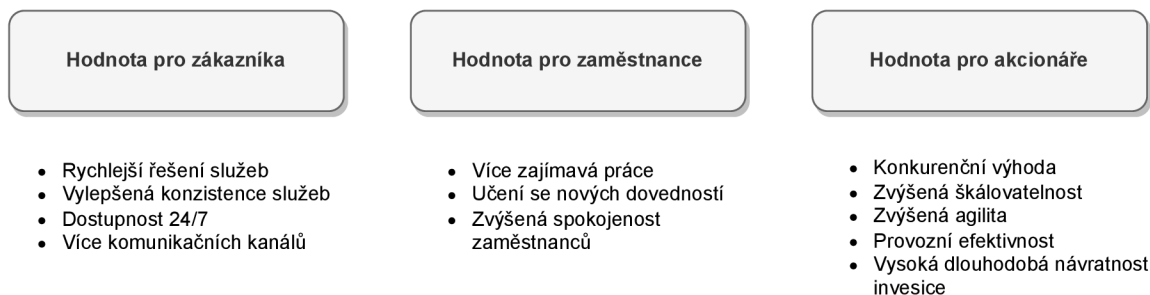 Hodnota pro zákazníka
Rychlejší řešení služeb
Vylepšená konzistence služeb
Dostupnost 24/7
Více komunikačních kanálů
Hodnota pro zaměstnance
Více zajímavá práce
Učení se nových dovedností
Zvýšená spokojenost
zaměstnanců
Hodnota pro akcionáře
Konkurenční výhoda
Zvýšená škálovatelnost
Zvýšená agilita
Provozní efektivnost
Vysoká dlouhodobá návratnost
invesice